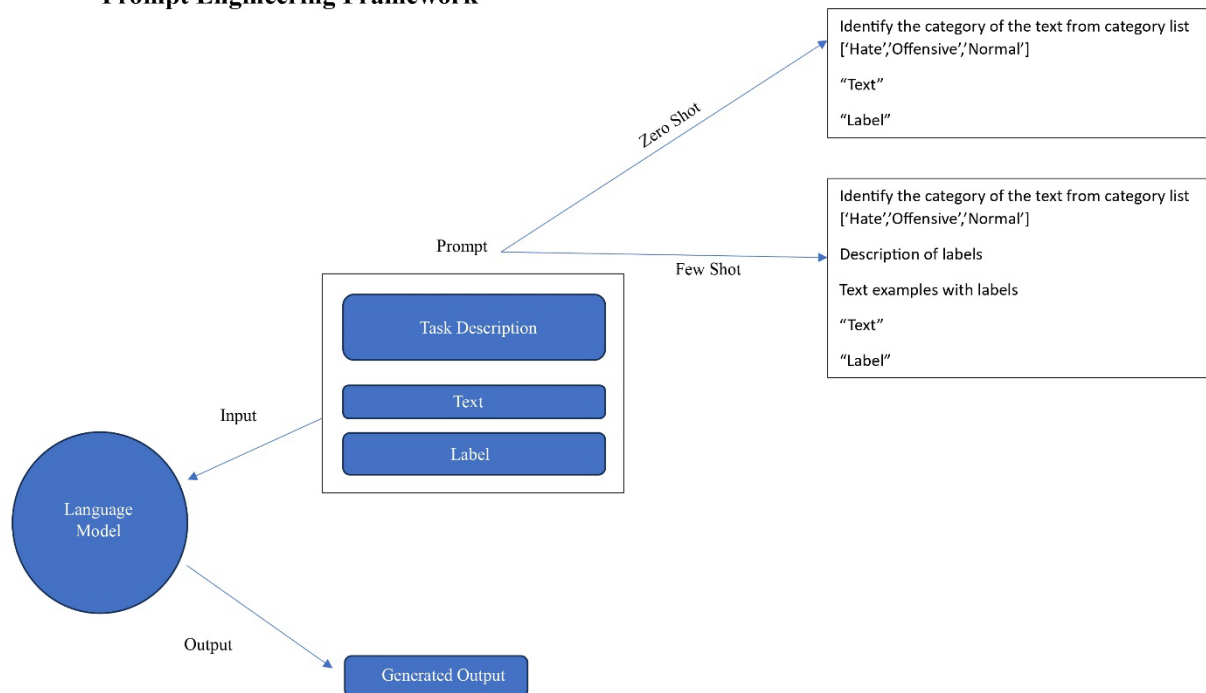 Prompt Engineering Framework
Identify the category of the text from category list
['Hate','Offensive','Normal']
“Text”
“Label”
Zero Shot
Identify the category of the text from category list
['Hate','Offensive','Normal']
Description of labels
Text examples with labels
“Text”
“Label”
Prompt
Few Shot
Task Description
Text
Label
Input
Language
Model
Output
Generated Output